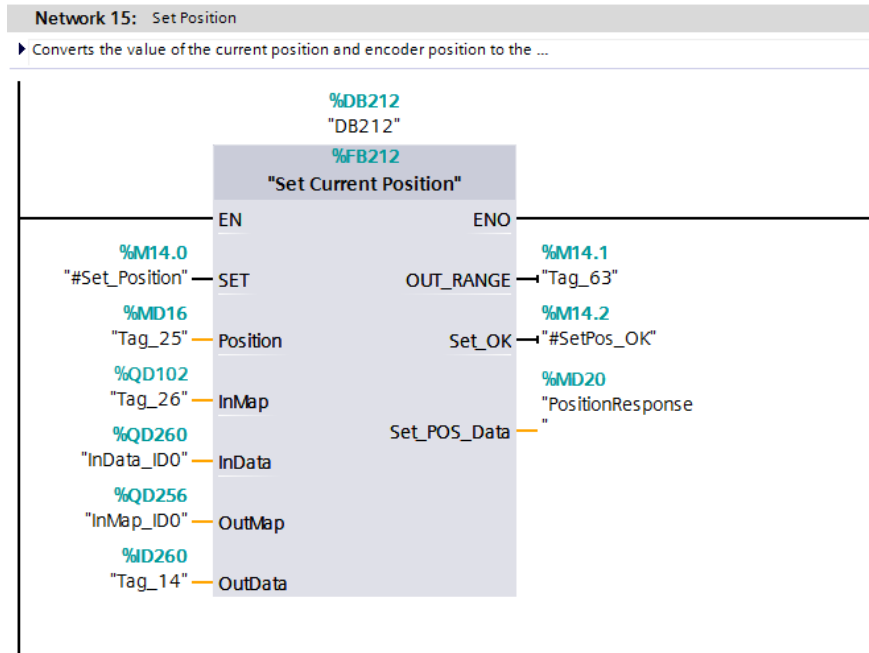 Network 15: Set Position
Converts the value of the current position and encoder position to the ...
%DB212
"DB212"
%FB212
"Set Current Position"
EN ENO
%M14.0
"#Set_Position" SET
%MD16
"Tag_25" Position
%QD102
"Tag_26" InMap
%QD260
"InData_ID0" InData
%QD256
"InMap_ID0" OutMap
%ID260
"Tag_14" OutData
%M14.1
OUT_RANGE "Tag_63"
%M14.2
Set_OK "#SetPos_OK"
%MD20
"PositionResponse
Set_POS_Data "